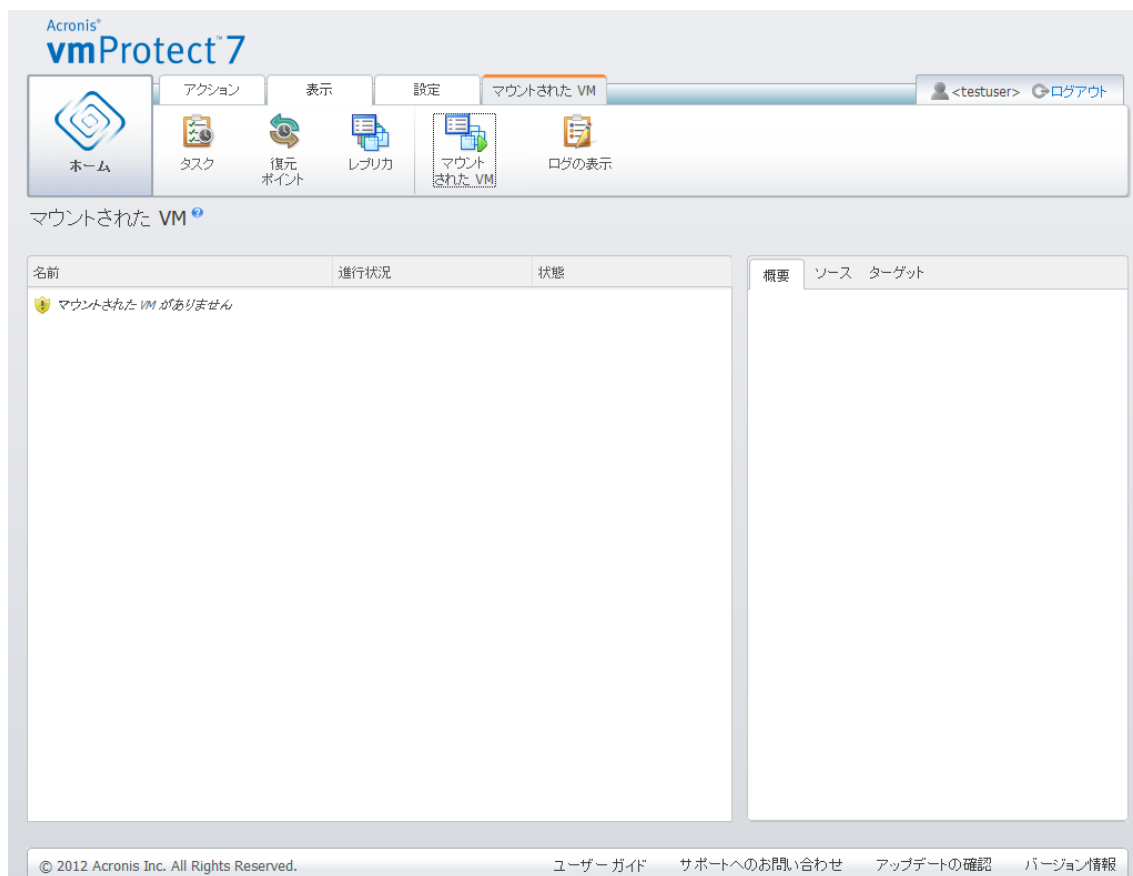 Acronis®
vmProtect™ 7
アクション 表示 設定 マウントされた VM <testuser> ログアウト
ホーム
タスク
復元
ポイント
レプリカ
マウント
された VM
ログの表示
マウントされた VM
名前 進行状況 状態
マウントされた VM がありません
概要 ソース ターゲット
© 2012 Acronis Inc. All Rights Reserved.
ユーザー ガイド サポートへのお問い合わせ アップデートの確認 バージョン情報